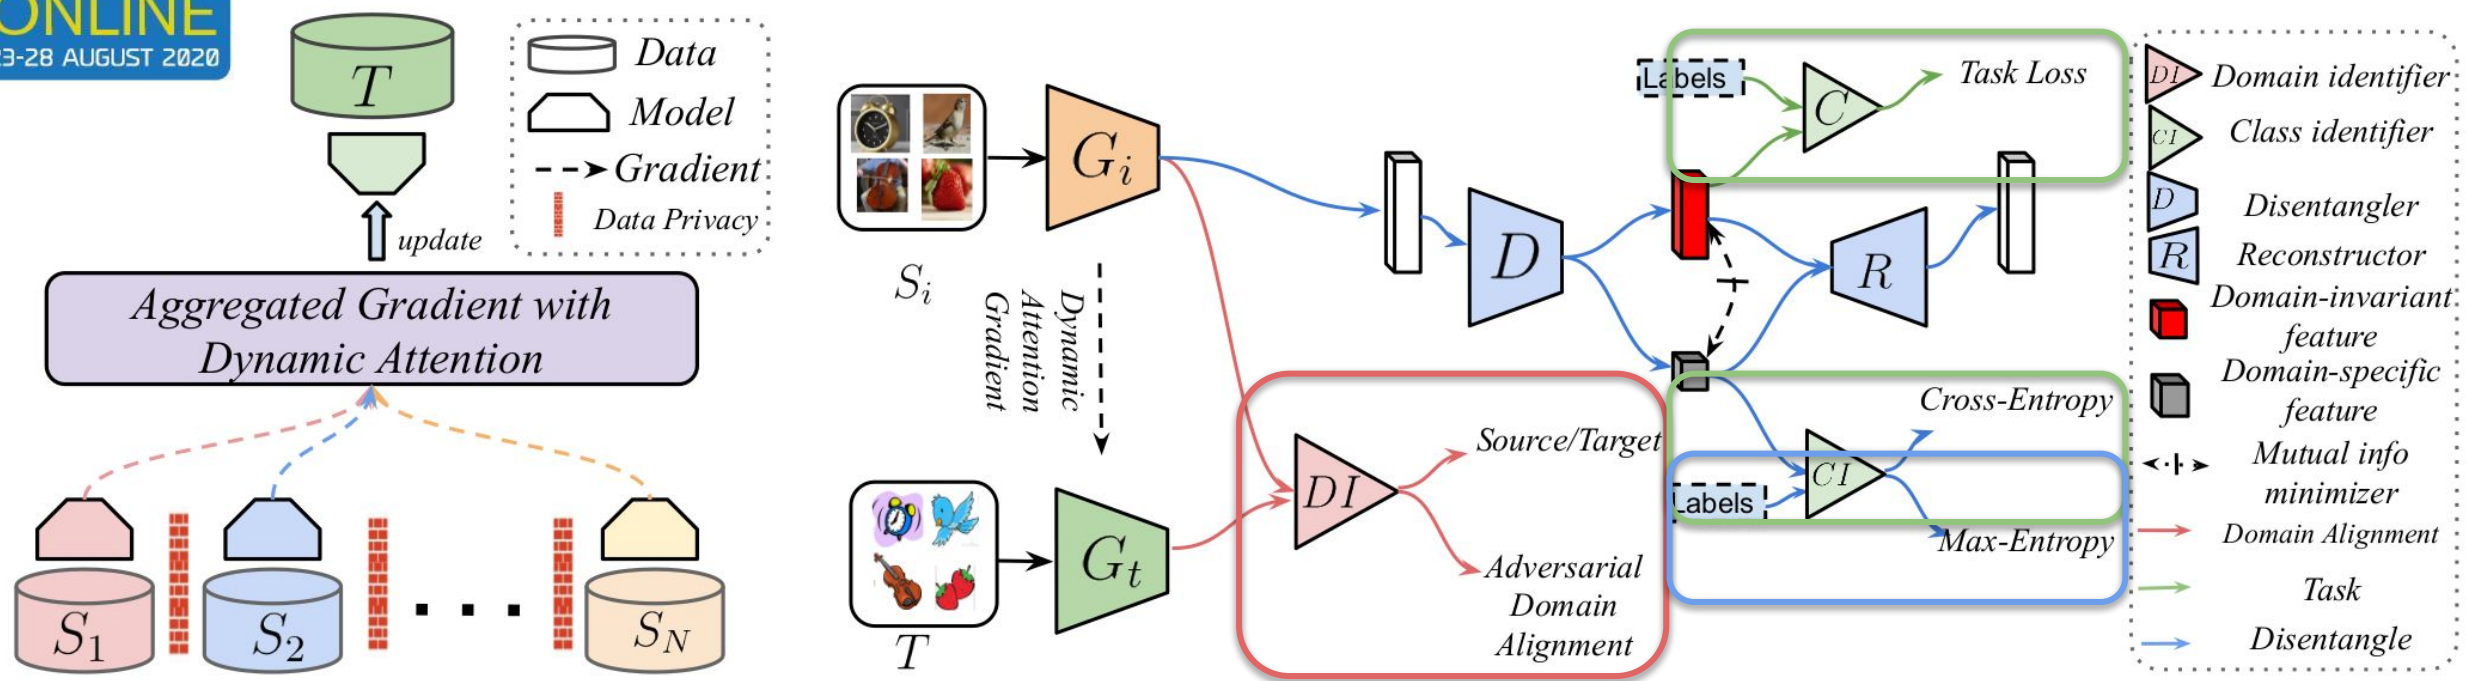 ONLINE
23-28 AUGUST 2020
T
update
Aggregated Gradient with
Dynamic Attention
S1
S2
. . .
SN
Data
Model
Gradient
Data Privacy
Si
Gi
Dynamic
Attention
Gradient
T
Gt
DI
Source/Target
Adversarial
Domain
Alignment
D
R
Labels
C
Task Loss
Cross-Entropy
CI
Labels
Max-Entropy
DI Domain identifier
CI Class identifier
D Disentangler
R Reconstructor
Domain-invariant
feature
Domain-specific
feature
Mutual info
minimizer
Domain Alignment
Task
Disentangle